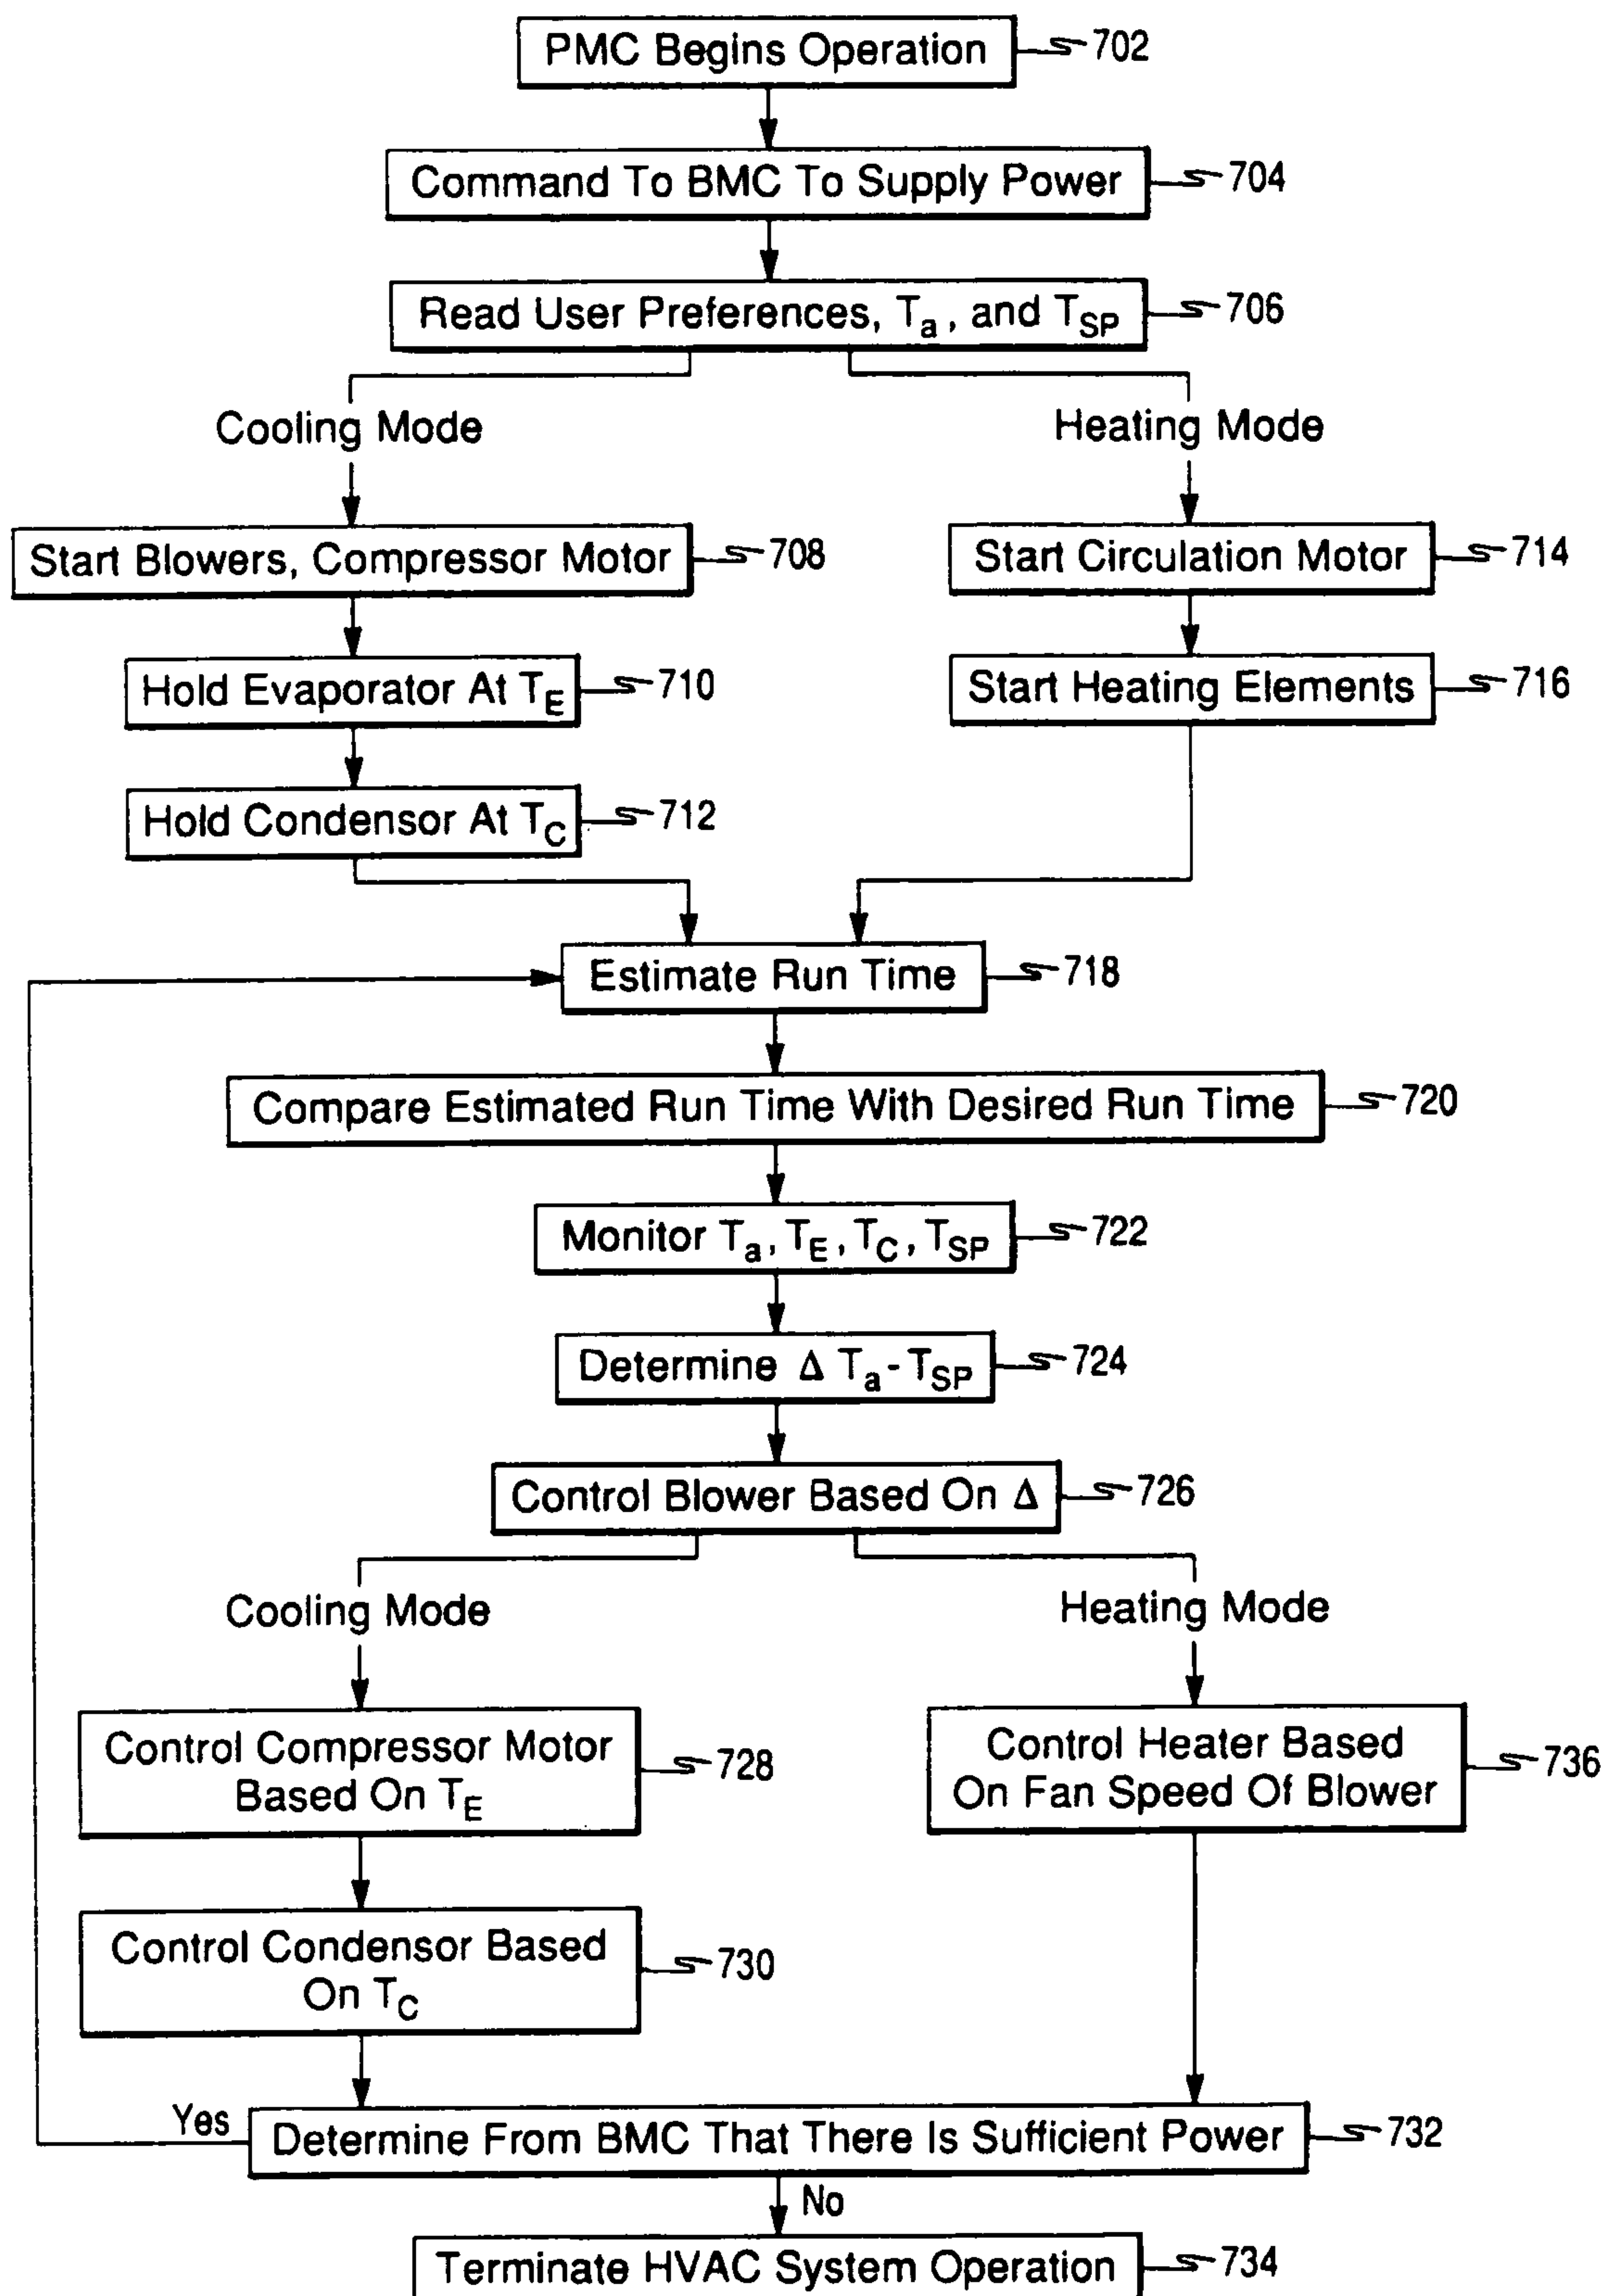 PMC Begins Operation 702
Command To BMC To Supply Power 704
Read User Preferences, Ta, and TSP 706
Cooling Mode
Heating Mode
Start Blowers, Compressor Motor 708
Start Circulation Motor 714
Hold Evaporator At TE 710
Start Heating Elements 716
Hold Condensor At TC 712
Estimate Run Time 718
Compare Estimated Run Time With Desired Run Time 720
Monitor Ta, TE, TC, TSP 722
Determine Δ Ta - TSP 724
Control Blower Based On Δ 726
Cooling Mode
Heating Mode
Control Compressor Motor
Based On TE
728
Control Heater Based
On Fan Speed Of Blower
736
Control Condensor Based
On TC
730
Yes
Determine From BMC That There Is Sufficient Power 732
No
Terminate HVAC System Operation 734